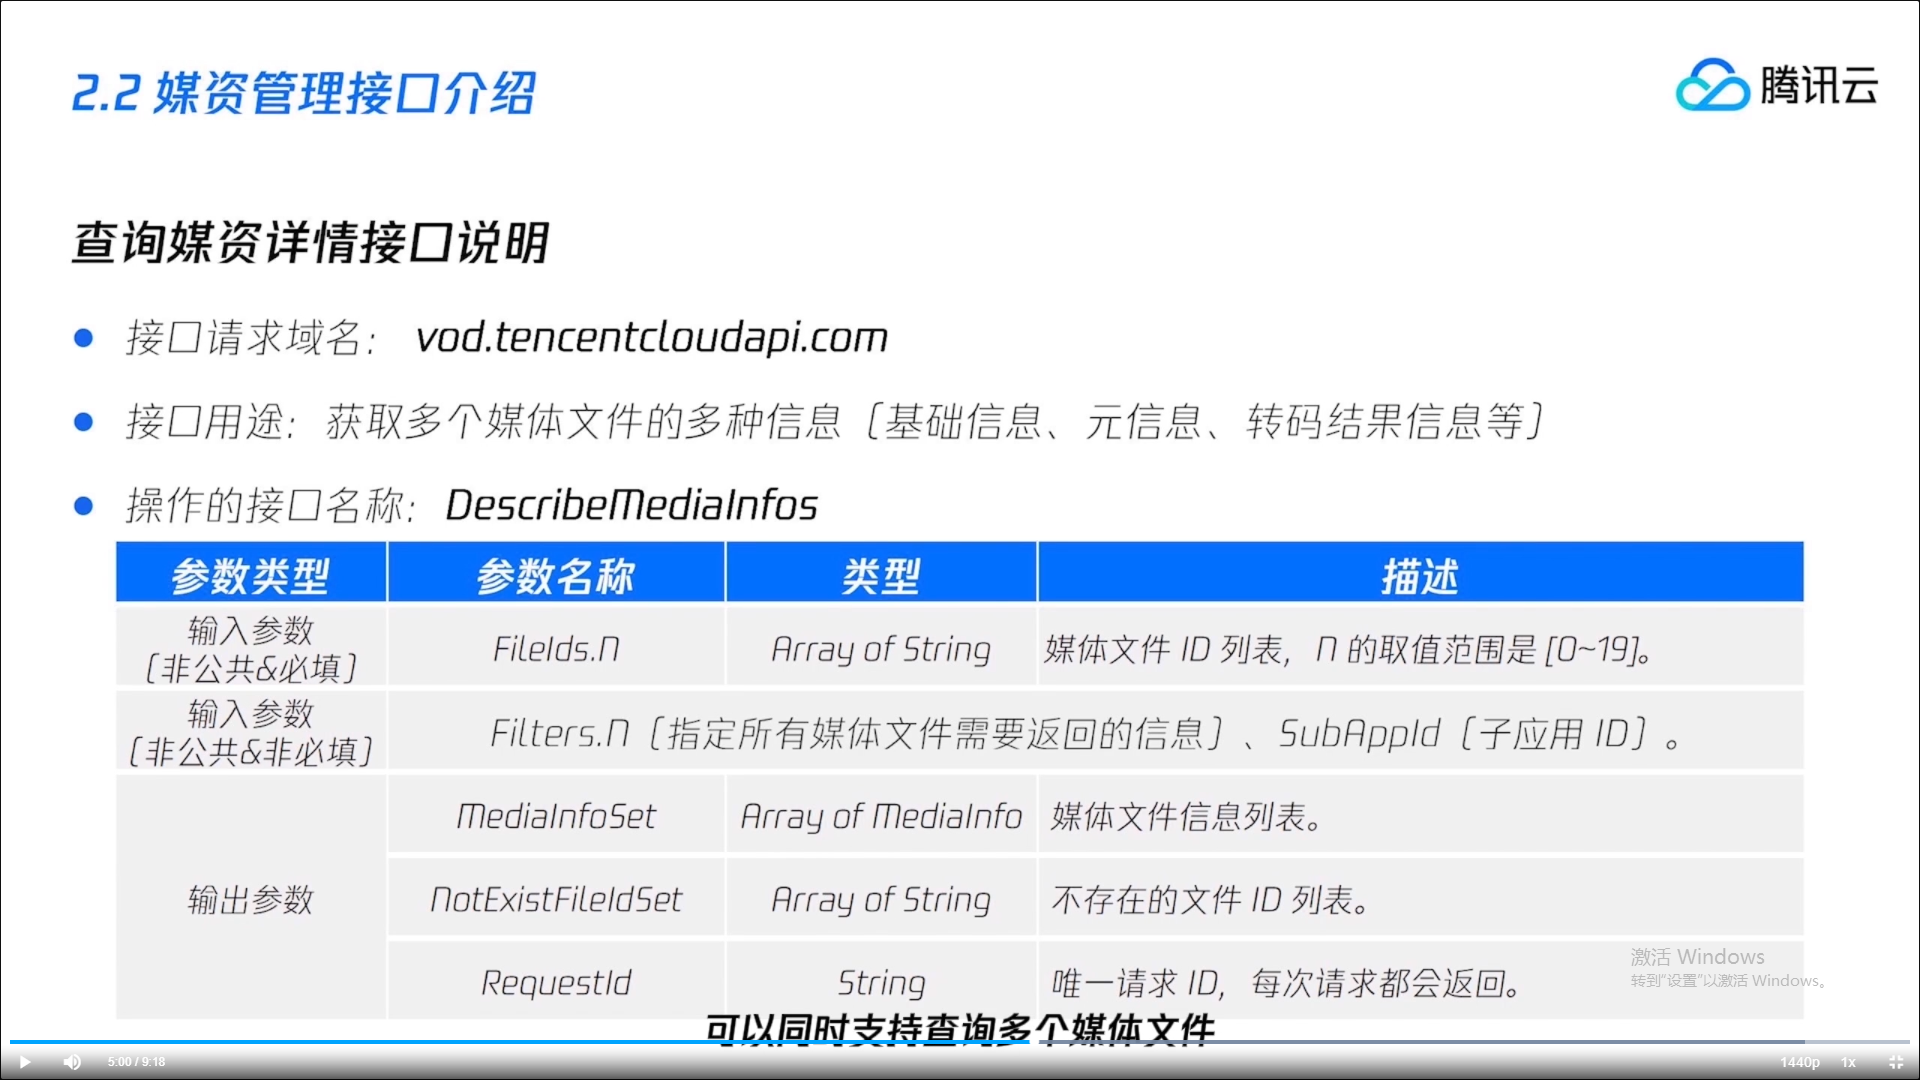 2.2 媒资管理接口介绍
腾讯云
查询媒资详情接口说明
接口请求域名： vod.tencentcloudapi.com
接口用途：获取多个媒体文件的多种信息（基础信息、元信息、转码结果信息等）
操作的接口名称：DescribeMediaInfos
参数类型 参数名称 类型 描述
输入参数
（非公共&必填）
FileIds.N Array of String 媒体文件 ID 列表，N 的取值范围是 [0~19]。
输入参数
（非公共&非必填）
Filters.N（指定所有媒体文件需要返回的信息）、SubAppId（子应用 ID）。
输出参数
MediaInfoSet Array of MediaInfo 媒体文件信息列表。
NotExistFileIdSet Array of String 不存在的文件 ID 列表。
RequestId String 唯一请求 ID，每次请求都会返回。
激活 Windows
转到“设置”以激活 Windows。
可以同时支持查询多个媒体文件
5:00 / 9:18
1440p 1x